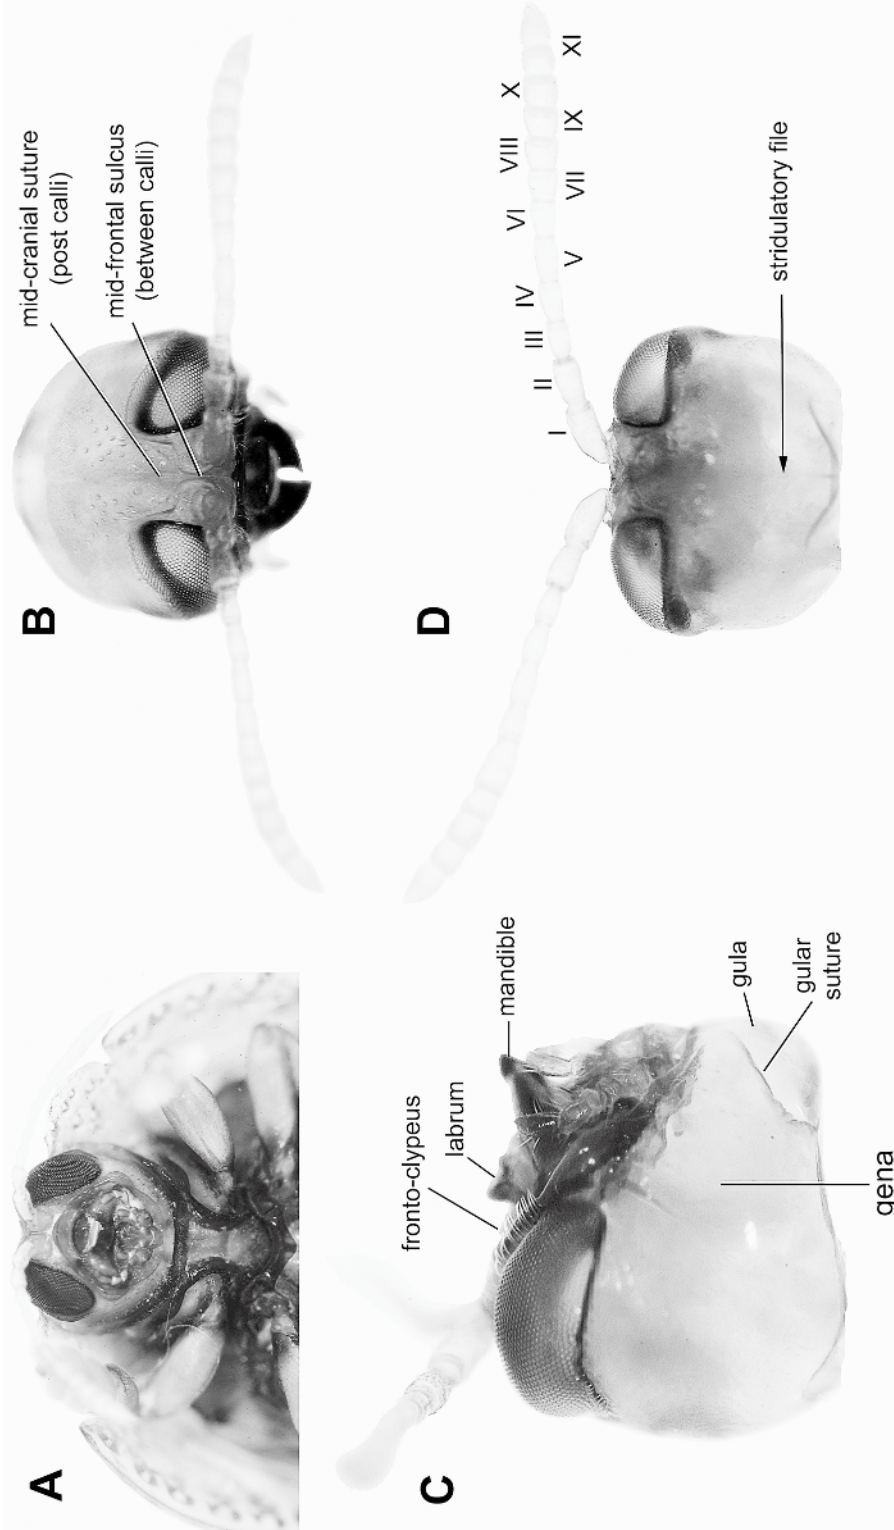 A
B
mid-cranial suture
(post calli)
mid-frontal sulcus
(between calli)
C
fronto-clypeus
labrum
mandible
gula
gular
suture
gena
D
I
II
III
IV
V
VI
VII
VIII
IX
X
XI
stridulatory file